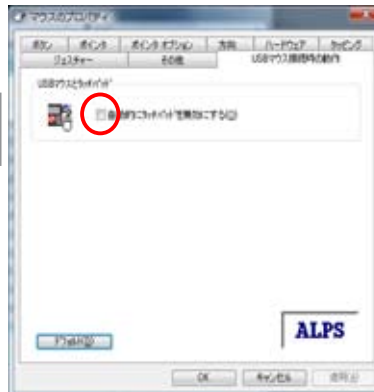 マウスのプロパティ
ボタン ポインタ ポインタ オプション 方向 ハードウェア タッピング
ジェスチャー その他 USBマウス接続時の動作
USBマウスとタッチパッド
自動的にタッチパッドを無効にする(U)
ALPS
デフォルト(D)
OK キャンセル 適用(A)